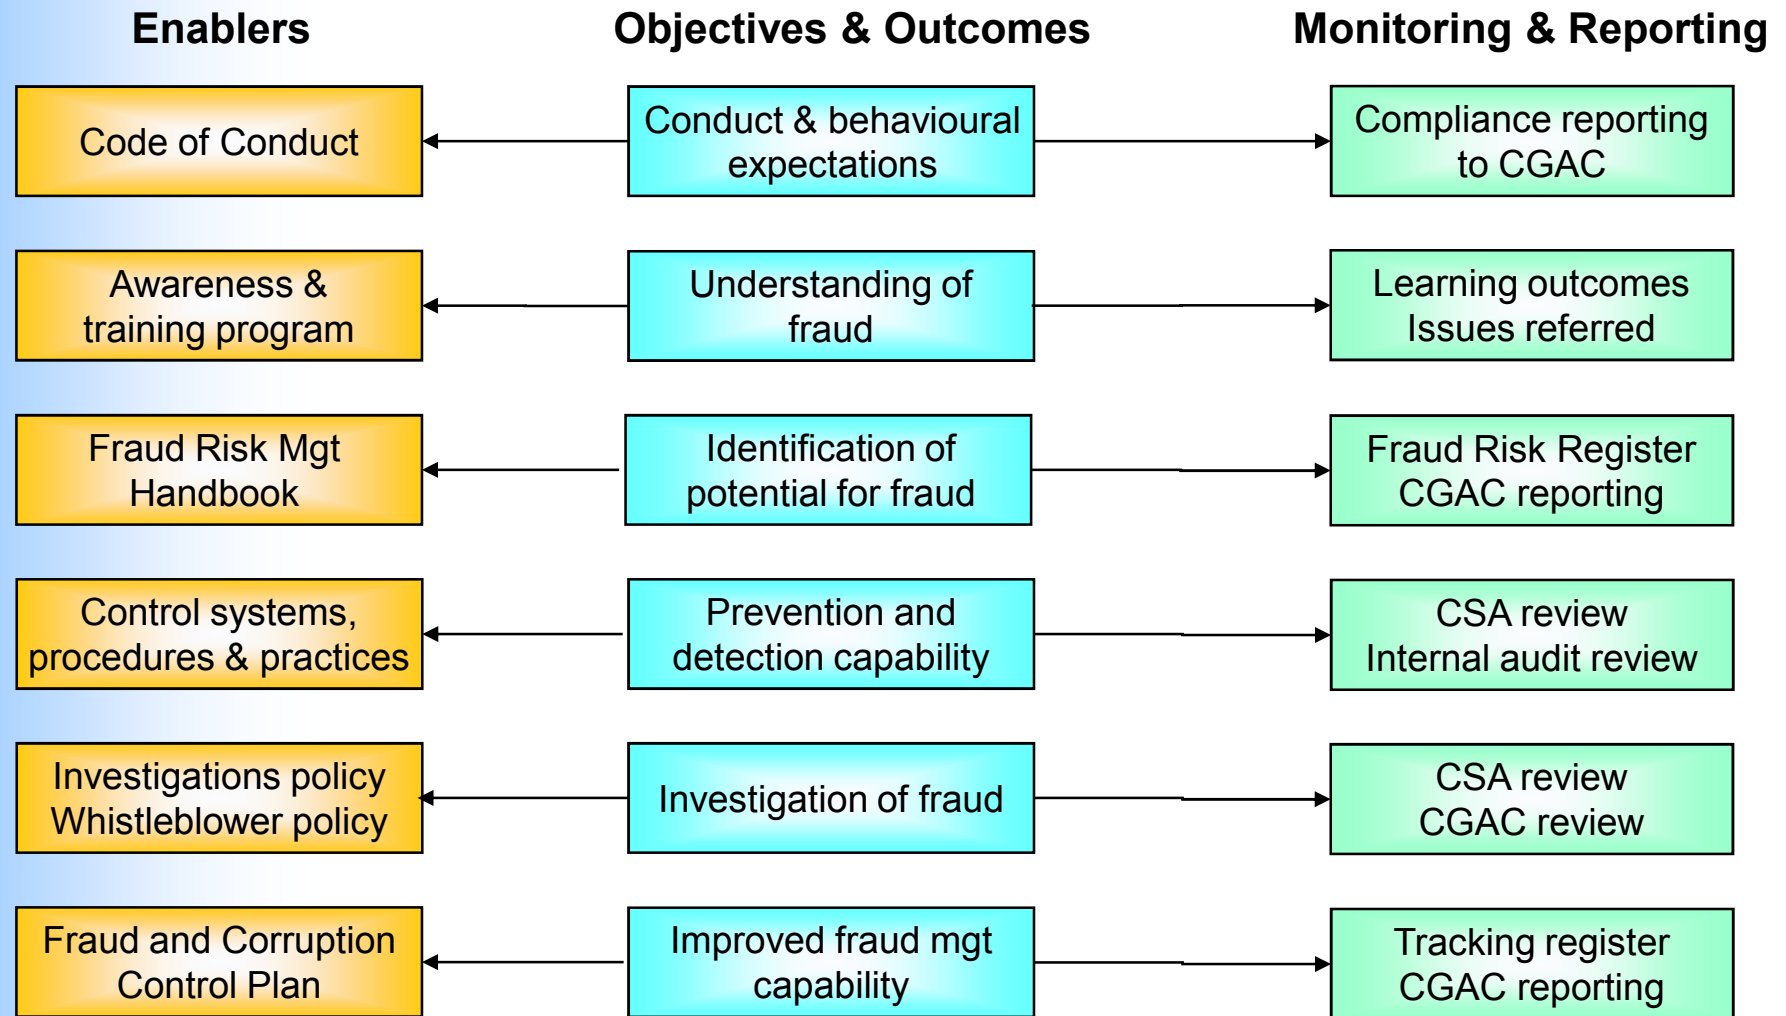 Enablers
Objectives & Outcomes
Monitoring & Reporting
Code of Conduct
Conduct & behavioural
expectations
Compliance reporting
to CGAC
Awareness &
training program
Understanding of
fraud
Learning outcomes
Issues referred
Fraud Risk Mgt
Handbook
Identification of
potential for fraud
Fraud Risk Register
CGAC reporting
Control systems,
procedures & practices
Prevention and
detection capability
CSA review
Internal audit review
Investigations policy
Whistleblower policy
Investigation of fraud
CSA review
CGAC review
Fraud and Corruption
Control Plan
Improved fraud mgt
capability
Tracking register
CGAC reporting